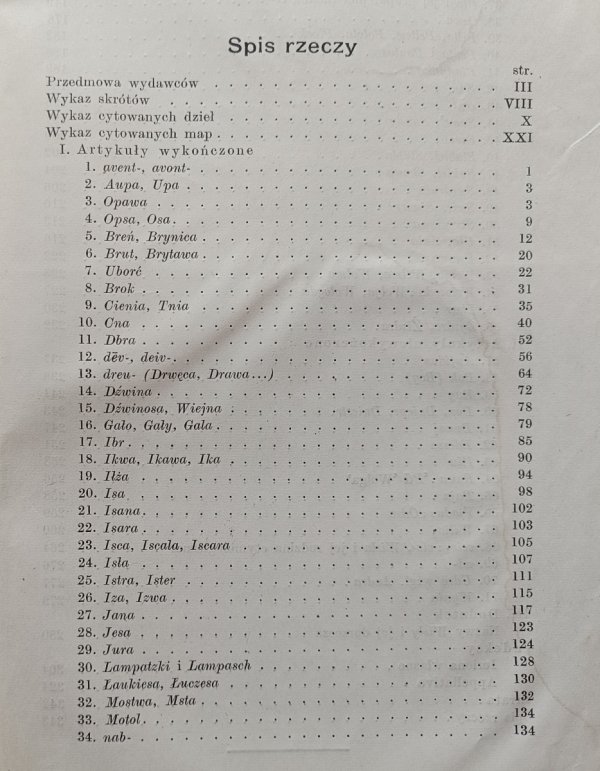 Spis rzeczy
str.
Przedmowa wydawców . . . . . . . . . . . . . . . . . III
Wykaz skrótów . . . . . . . . . . . . . . . . . . . VIII
Wykaz cytowanych dzieł . . . . . . . . . . . . . . . . X
Wykaz cytowanych map . . . . . . . . . . . . . . . . XXI
I. Artykuły wykończone
1. avent-, avont- . . . . . . . . . . . . . . . . 1
2. Aupa, Upa . . . . . . . . . . . . . . . . 3
3. Opawa . . . . . . . . . . . . . . . . 3
4. Opsa, Osa . . . . . . . . . . . . . . . . 9
5. Breń, Brynica . . . . . . . . . . . . . . . . 12
6. Brut, Brytawa . . . . . . . . . . . . . . . . 20
7. Uborć . . . . . . . . . . . . . . . . 22
8. Brok . . . . . . . . . . . . . . . . 31
9. Cienia, Tnia . . . . . . . . . . . . . . . . 35
10. Cna . . . . . . . . . . . . . . . . 40
11. Dbra . . . . . . . . . . . . . . . . 52
12. dēv-, deiv- . . . . . . . . . . . . . . . . 56
13. dreu- (Drwęca, Drawa...) . . . . . . . . . . . . 64
14. Dźwina . . . . . . . . . . . . . . . . 72
15. Dźwinosa, Wiejna . . . . . . . . . . . . . . 78
16. Gało, Gały, Gała . . . . . . . . . . . . . . 79
17. Ibr . . . . . . . . . . . . . . . . 85
18. Ikwa, Ikawa, Ika . . . . . . . . . . . . . . 90
19. Iłża . . . . . . . . . . . . . . . . 94
20. Isa . . . . . . . . . . . . . . . . 98
21. Isana . . . . . . . . . . . . . . . . 102
22. Isara . . . . . . . . . . . . . . . . 103
23. Isca, Iscala, Iscara . . . . . . . . . . . . . . 105
24. Isła . . . . . . . . . . . . . . . . 107
25. Istra, Ister . . . . . . . . . . . . . . . . 111
26. Iza, Izwa . . . . . . . . . . . . . . . . 115
27. Jana . . . . . . . . . . . . . . . . 117
28. Jesa . . . . . . . . . . . . . . . . 123
29. Jura . . . . . . . . . . . . . . . . 124
30. Lampatzki i Lampasch . . . . . . . . . . . . 128
31. Łaukiesa, Łuczesa . . . . . . . . . . . . . . 130
32. Mostwa, Msta . . . . . . . . . . . . . . . . 132
33. Motol . . . . . . . . . . . . . . . . 134
34. nab- . . . . . . . . . . . . . . . . 134